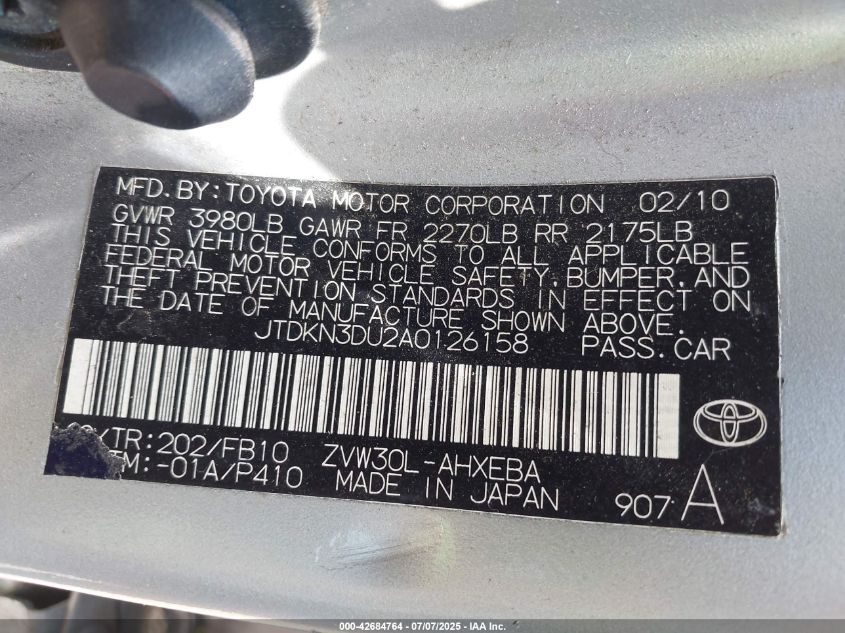 MFD. BY: TOYOTA MOTOR CORPORATION 02/10
GVWR 3980LB GAWR FR 2270LB RR 2175LB
THIS VEHICLE CONFORMS TO ALL APPLICABLE
FEDERAL MOTOR VEHICLE SAFETY, BUMPER, AND
THEFT PREVENTION STANDARDS IN EFFECT ON
THE DATE OF MANUFACTURE SHOWN ABOVE.
JTDKN3DU2A0126158 PASS. CAR
/TR:202/FB10 ZVW30L-AHXEBA
TM:-01A/P410 MADE IN JAPAN 907 A
000-42684764 | 07/07/2025 - IAA Inc.